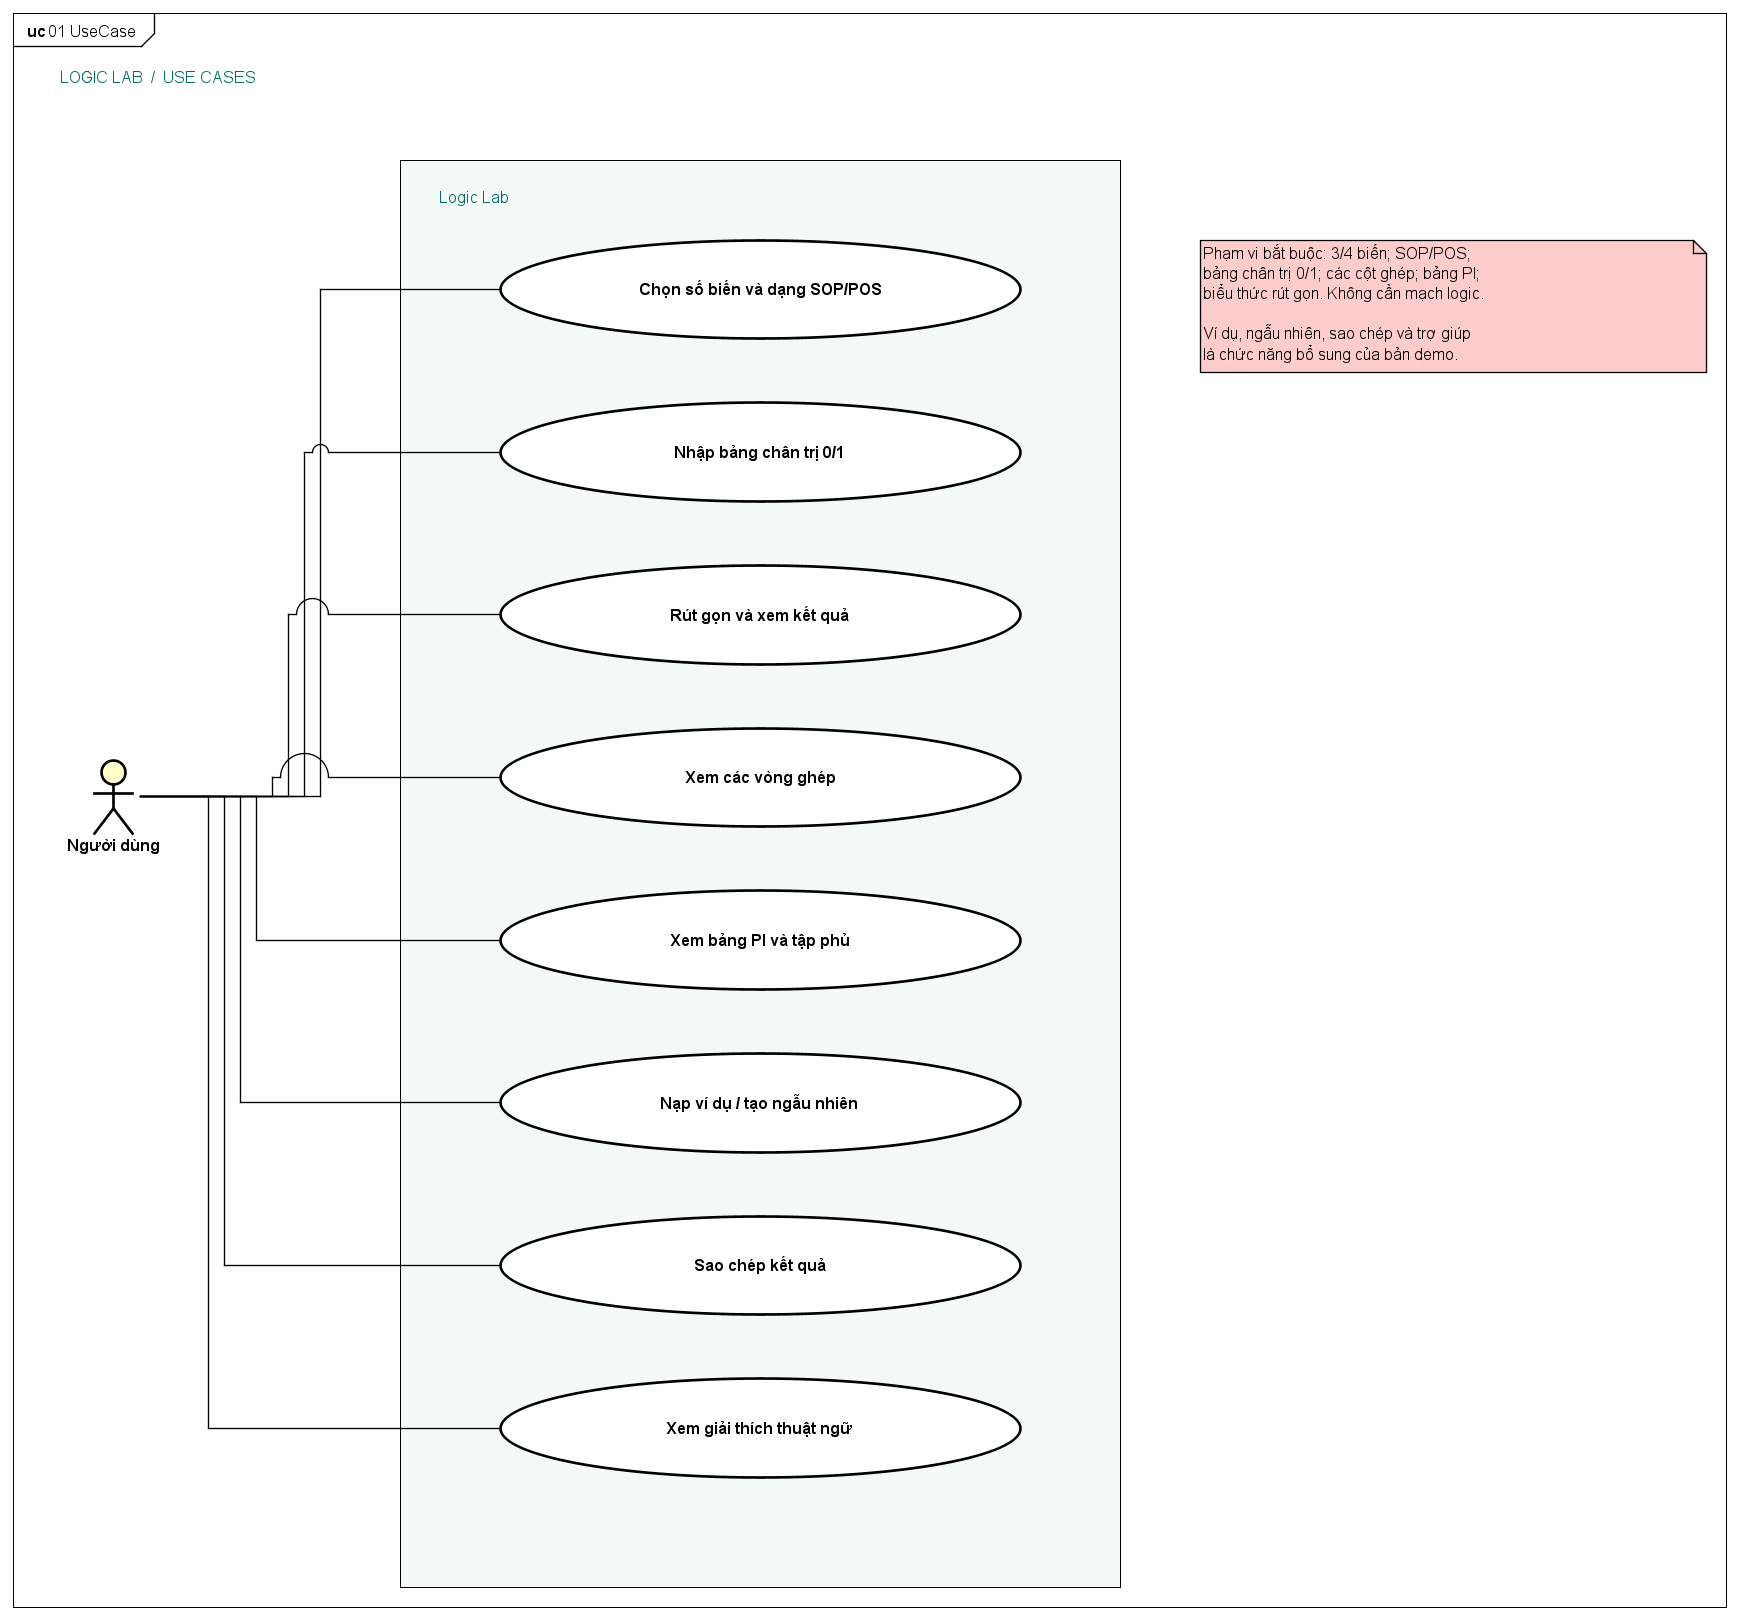 uc 01 UseCase
LOGIC LAB / USE CASES
Logic Lab
Chọn số biến và dạng SOP/POS
Phạm vi bắt buộc: 3/4 biến; SOP/POS;
bảng chân trị 0/1; các cột ghép; bảng PI;
biểu thức rút gọn. Không cần mạch logic.
Ví dụ, ngẫu nhiên, sao chép và trợ giúp
là chức năng bổ sung của bản demo.
Nhập bảng chân trị 0/1
Rút gọn và xem kết quả
Xem các vòng ghép
Người dùng
Xem bảng PI và tập phủ
Nạp ví dụ / tạo ngẫu nhiên
Sao chép kết quả
Xem giải thích thuật ngữ